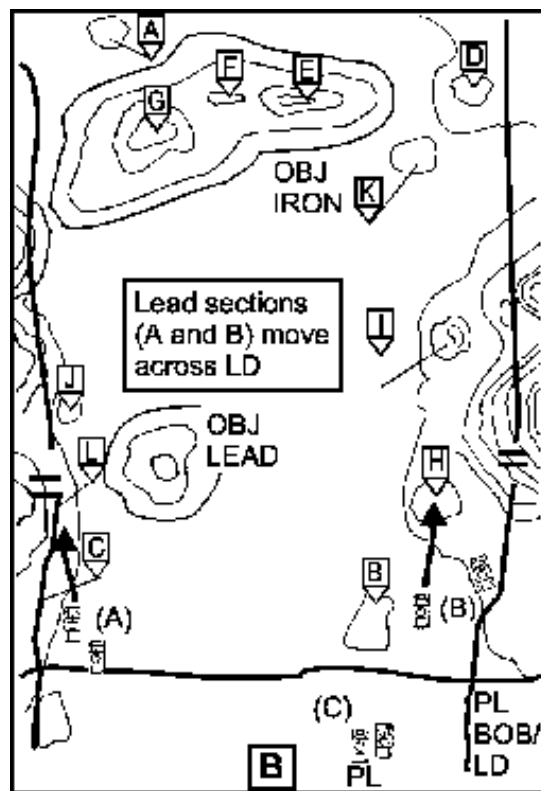 A
F
E
D
G
OBJ
IRON
K
Lead sections
(A and B) move
across LD
I
J
OBJ
LEAD
L
H
C
B
(A)
(B)
(C)
PL
BOB/
LD
B
PL